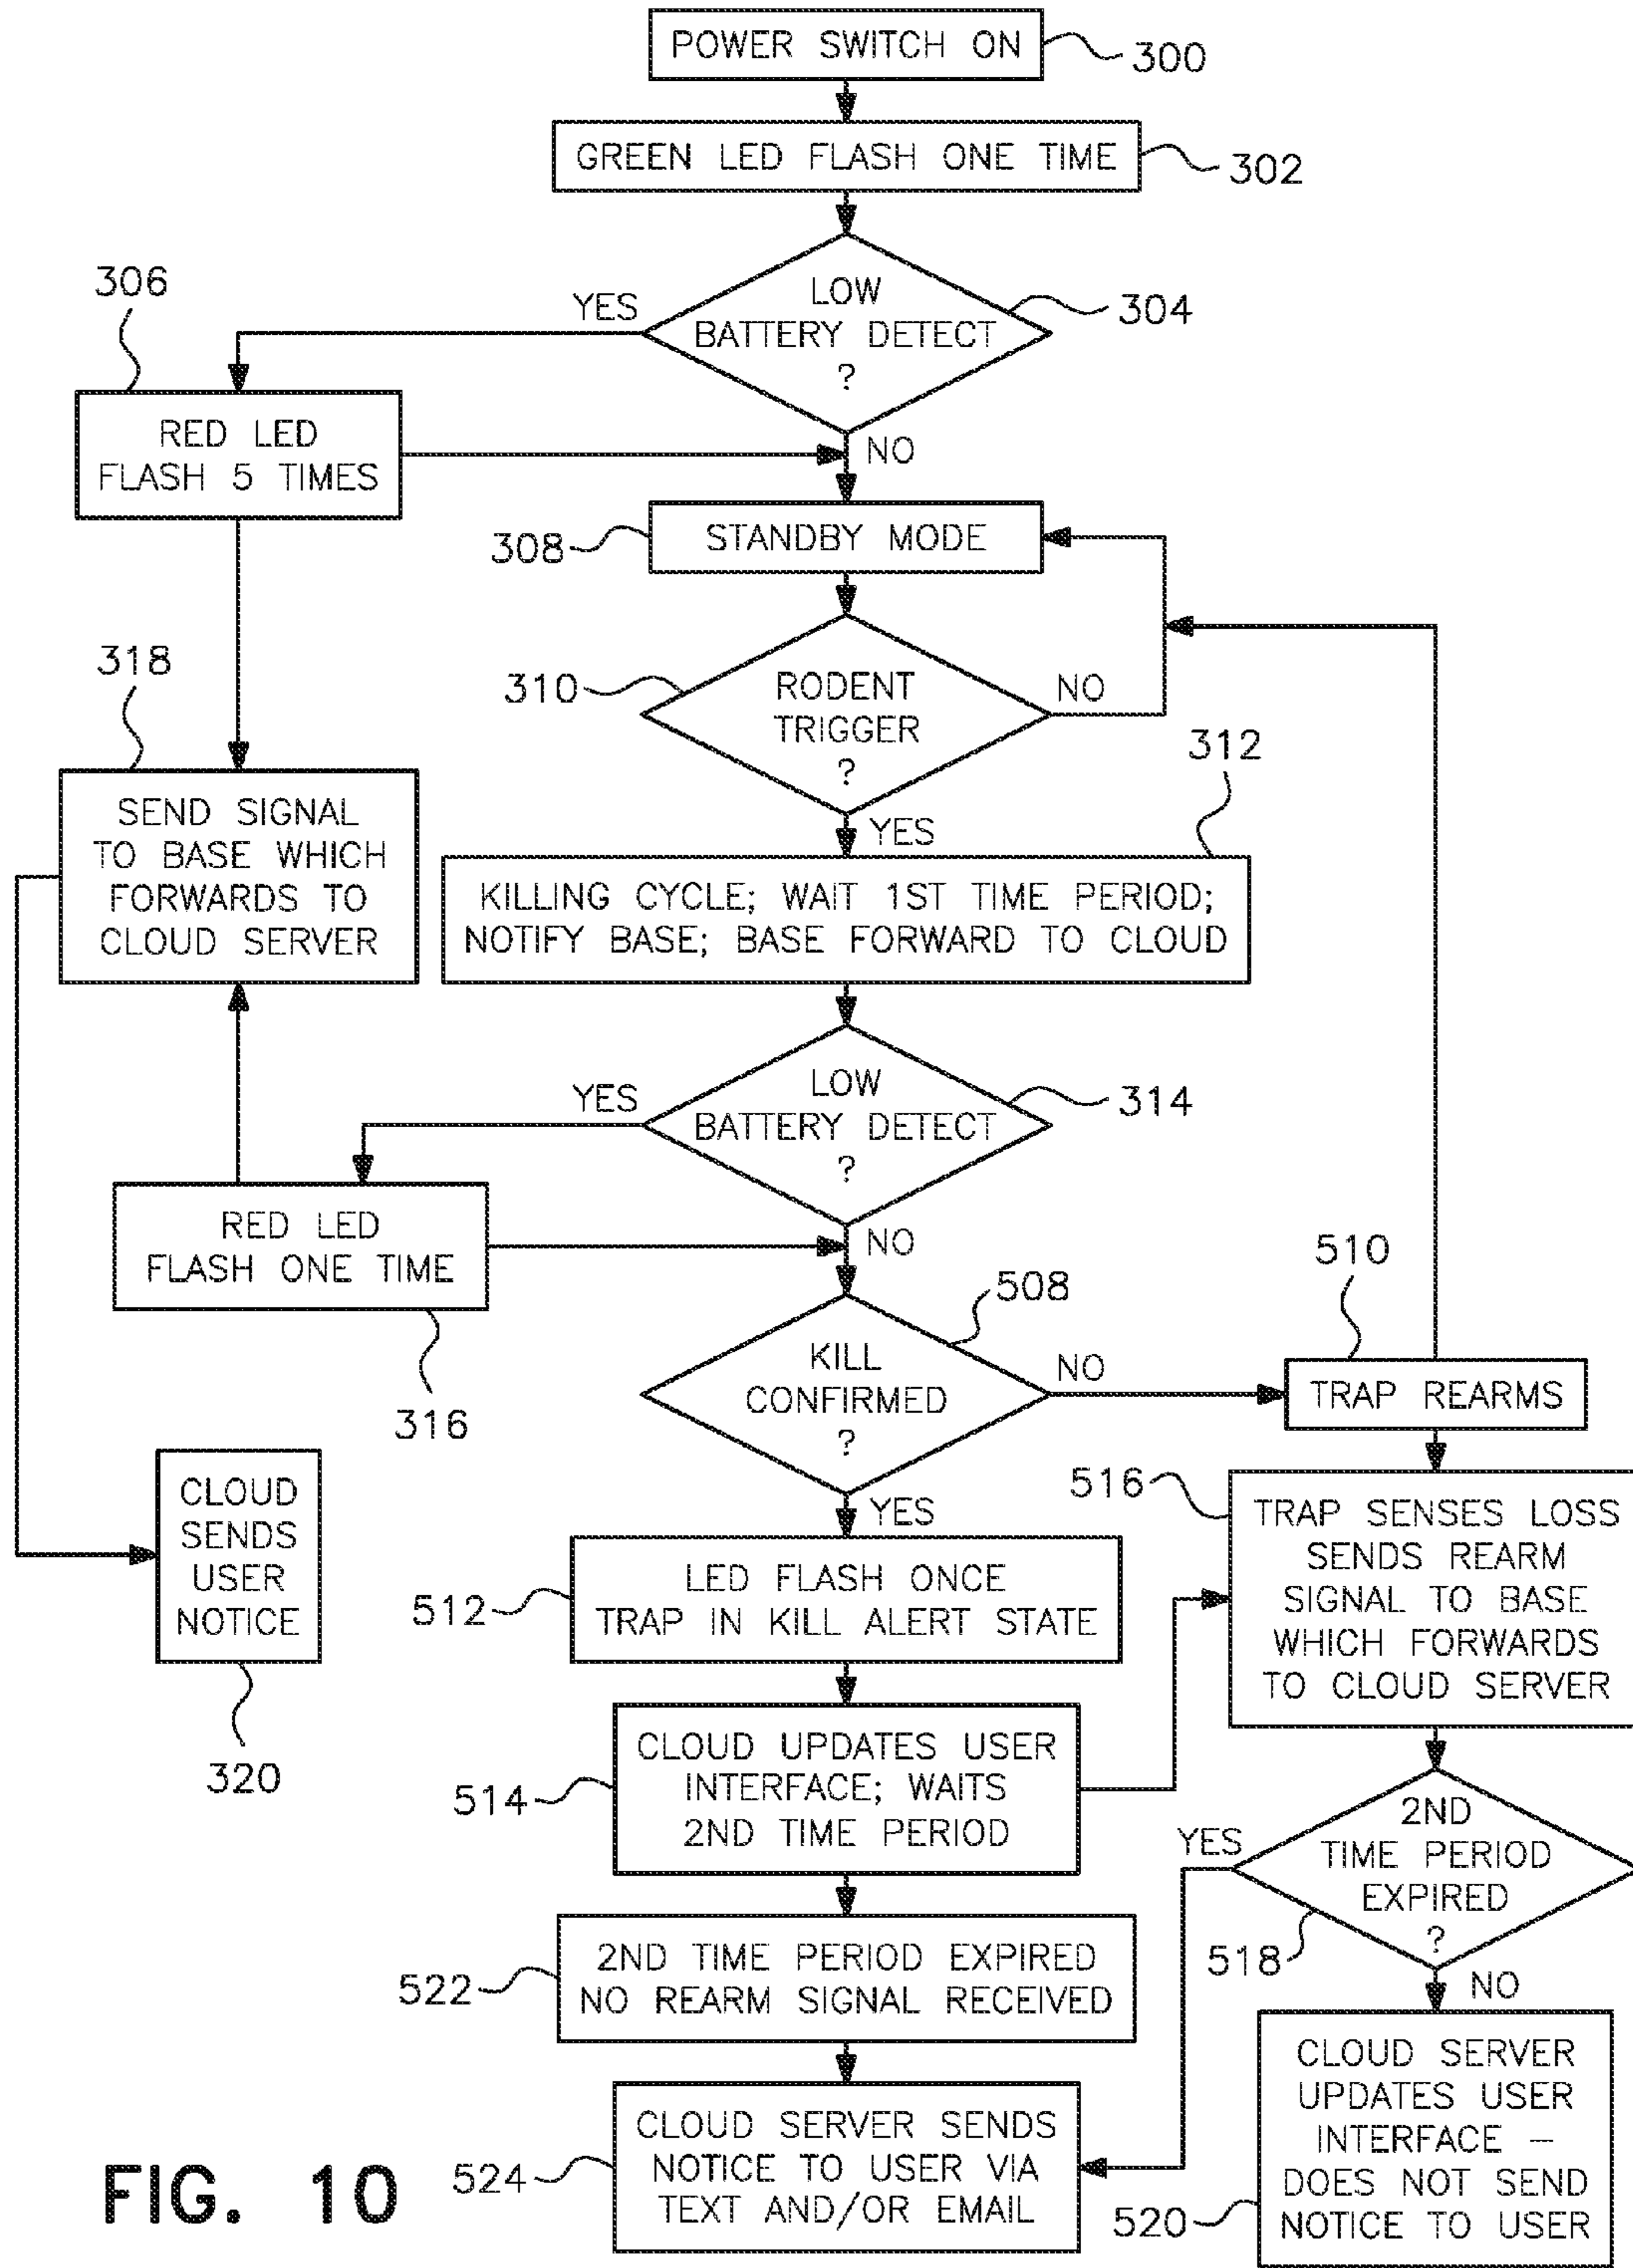 POWER SWITCH ON
300
GREEN LED FLASH ONE TIME
302
306
YES
LOW
BATTERY DETECT
?
304
RED LED
FLASH 5 TIMES
NO
308
STANDBY MODE
318
310
RODENT
TRIGGER
?
NO
312
SEND SIGNAL
TO BASE WHICH
FORWARDS TO
CLOUD SERVER
YES
KILLING CYCLE; WAIT 1ST TIME PERIOD;
NOTIFY BASE; BASE FORWARD TO CLOUD
YES
LOW
BATTERY DETECT
?
314
RED LED
FLASH ONE TIME
NO
316
508
510
KILL
CONFIRMED
?
NO
TRAP REARMS
CLOUD
SENDS
USER
NOTICE
320
YES
516
TRAP SENSES LOSS
SENDS REARM
SIGNAL TO BASE
WHICH FORWARDS
TO CLOUD SERVER
512
LED FLASH ONCE
TRAP IN KILL ALERT STATE
514
CLOUD UPDATES USER
INTERFACE; WAITS
2ND TIME PERIOD
YES
2ND
TIME PERIOD
EXPIRED
?
518
NO
522
2ND TIME PERIOD EXPIRED
NO REARM SIGNAL RECEIVED
524
CLOUD SERVER SENDS
NOTICE TO USER VIA
TEXT AND/OR EMAIL
520
CLOUD SERVER
UPDATES USER
INTERFACE –
DOES NOT SEND
NOTICE TO USER
FIG. 10